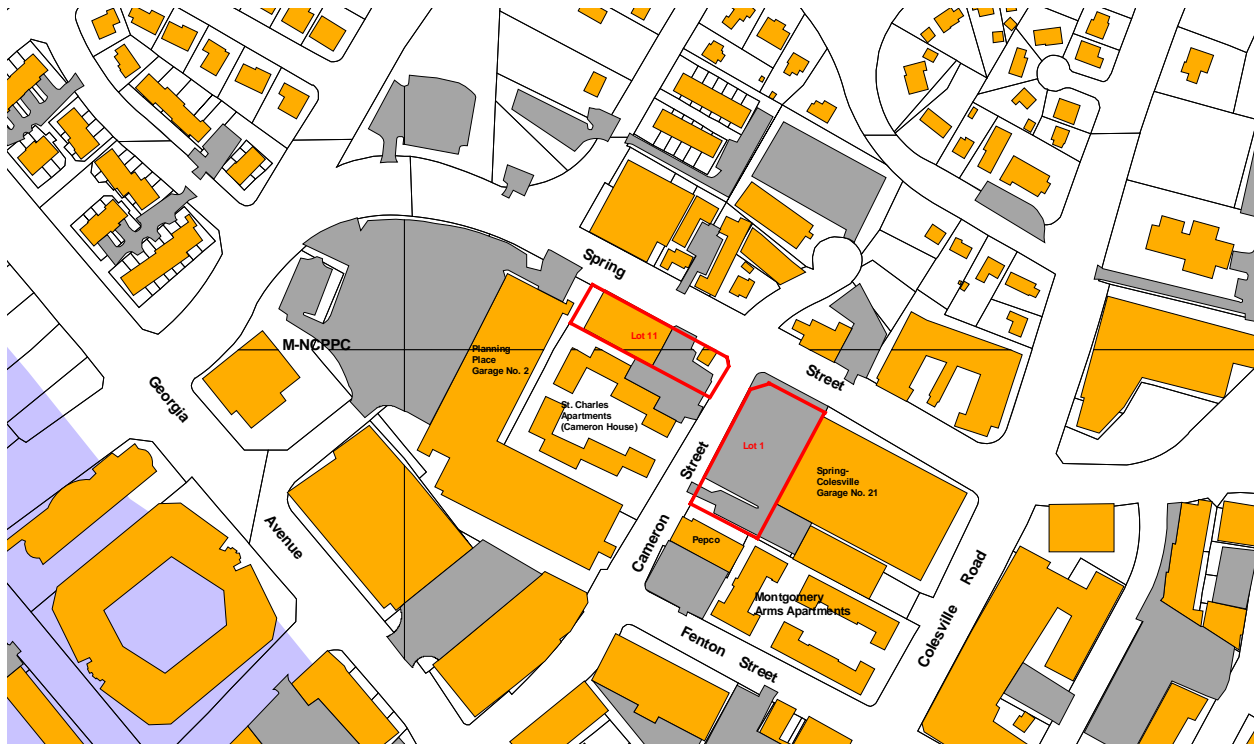 Spring
Lot 11
M-NCPPC
Planning
Place
Garage No. 2
Street
Georgia
St. Charles
Apartments
(Cameron House)
Lot 1
Street
Spring-
Colesville
Garage No. 21
Avenue
Cameron
Pepco
Road
Montgomery
Arms Apartments
Colesville
Fenton Street